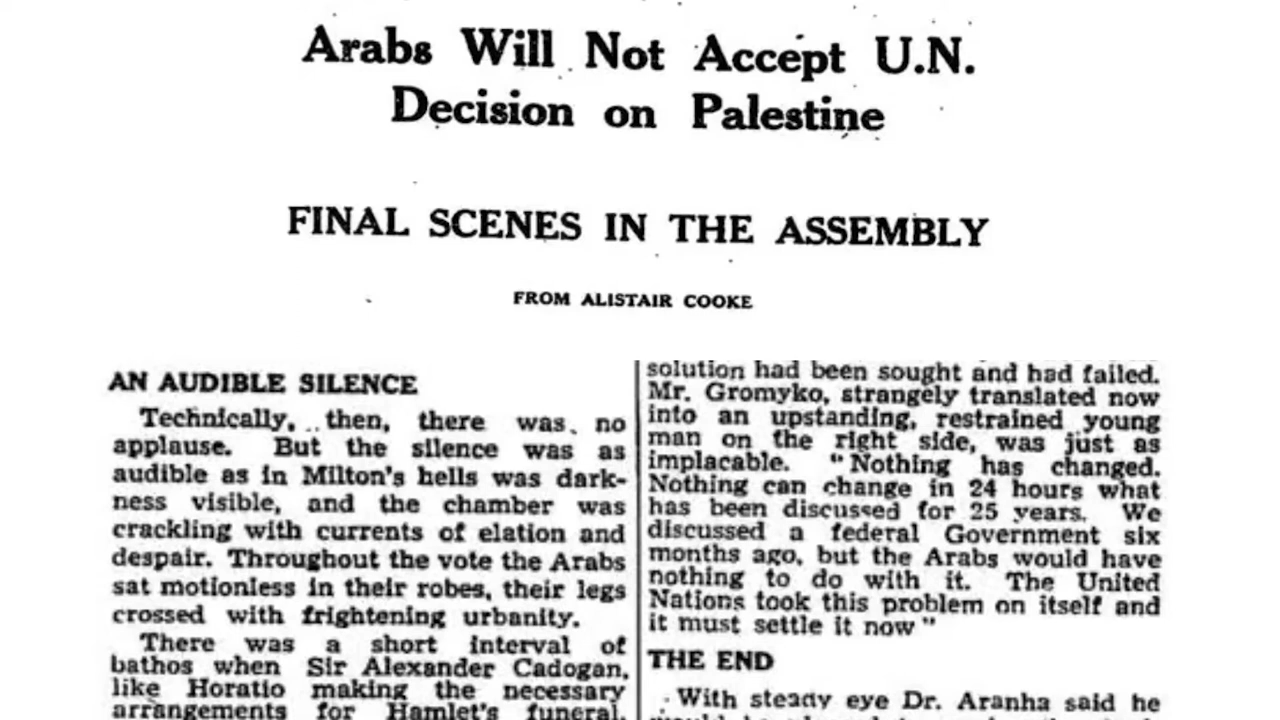 Arabs Will Not Accept U.N.
Decision on Palestine
FINAL SCENES IN THE ASSEMBLY
FROM ALISTAIR COOKE
AN AUDIBLE SILENCE
Technically, then, there was no
applause. But the silence was as
audible as in Milton's hells was dark-
ness visible, and the chamber was
crackling with currents of elation and
despair. Throughout the vote the Arabs
sat motionless in their robes, their legs
crossed with frightening urbanity.
There was a short interval of
bathos when Sir Alexander Cadogan,
like Horatio making the necessary
arrangements for Hamlet's funeral,
solution had been sought and had failed.
Mr. Gromyko, strangely translated now
into an upstanding, restrained young
man on the right side, was just as
implacable. "Nothing has changed.
Nothing can change in 24 hours what
has been discussed for 25 years. We
discussed a federal Government six
months ago, but the Arabs would have
nothing to do with it. The United
Nations took this problem on itself and
it must settle it now"
THE END
With steady eye Dr. Aranha said he